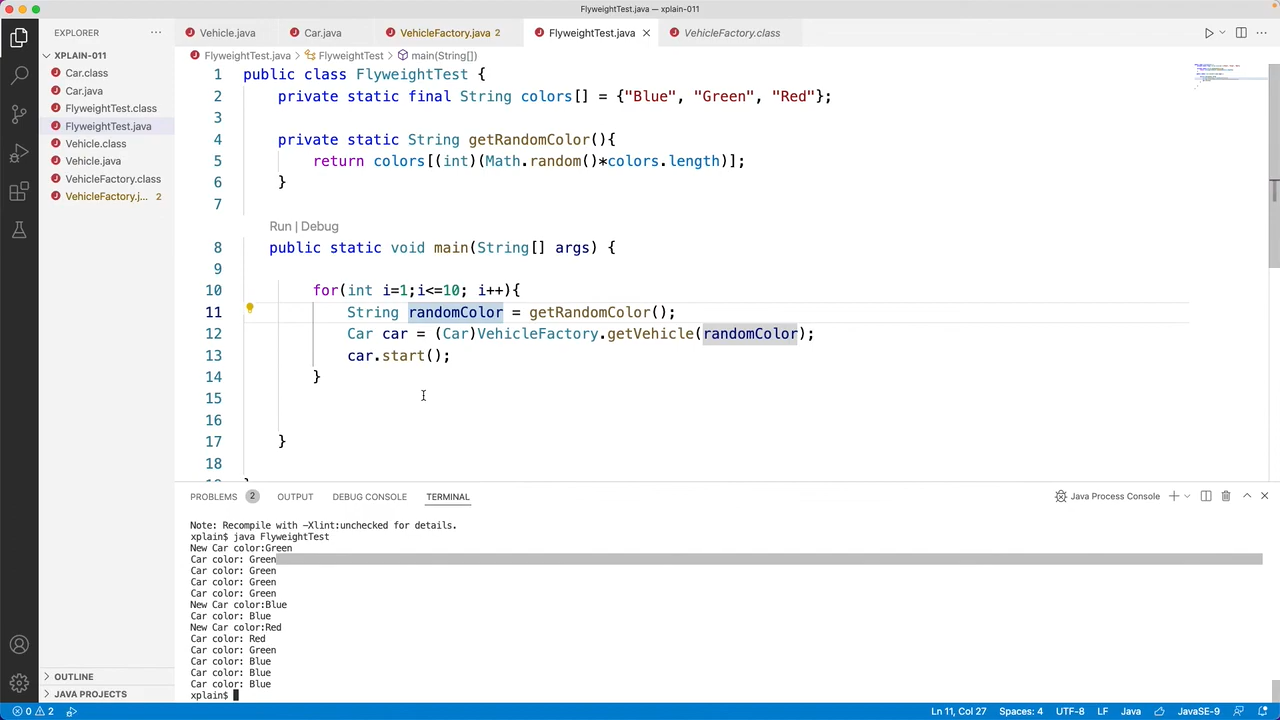 FlyweightTest.java — xplain-011
EXPLORER
Vehicle.java
Car.java
VehicleFactory.java 2
FlyweightTest.java
VehicleFactory.class
XPLAIN-011
FlyweightTest.java > FlyweightTest > main(String[])
Car.class
Car.java
FlyweightTest.class
FlyweightTest.java
Vehicle.class
Vehicle.java
VehicleFactory.class
VehicleFactory.j... 2
1 public class FlyweightTest {
2 private static final String colors[] = {"Blue", "Green", "Red"};
3
4 private static String getRandomColor(){
5 return colors[(int)(Math.random()*colors.length)];
6 }
7
Run | Debug
8 public static void main(String[] args) {
9
10 for(int i=1;i<=10; i++){
11 String randomColor = getRandomColor();
12 Car car = (Car)VehicleFactory.getVehicle(randomColor);
13 car.start();
14 }
15
16
17 }
18
PROBLEMS 2 OUTPUT DEBUG CONSOLE TERMINAL
Java Process Console
Note: Recompile with -Xlint:unchecked for details.
xplain$ java FlyweightTest
New Car color:Green
Car color: Green
Car color: Green
Car color: Green
Car color: Green
New Car color:Blue
Car color: Blue
New Car color:Red
Car color: Red
Car color: Green
Car color: Blue
Car color: Blue
Car color: Blue
xplain$
OUTLINE
JAVA PROJECTS
0 2
Ln 11, Col 27 Spaces: 4 UTF-8 LF Java JavaSE-9